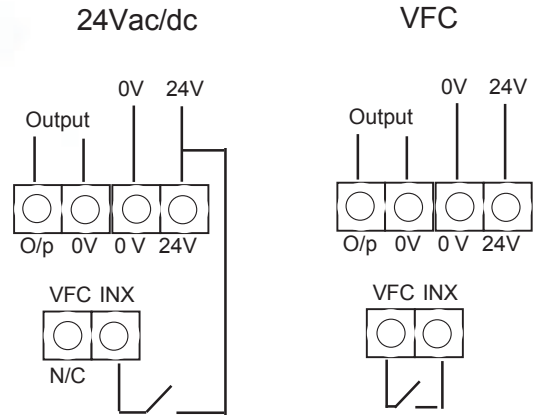 24Vac/dc
0V 24V
Output
O/p 0V 0 V 24V
VFC INX
N/C
VFC
0V 24V
Output
O/p 0V 0 V 24V
VFC INX